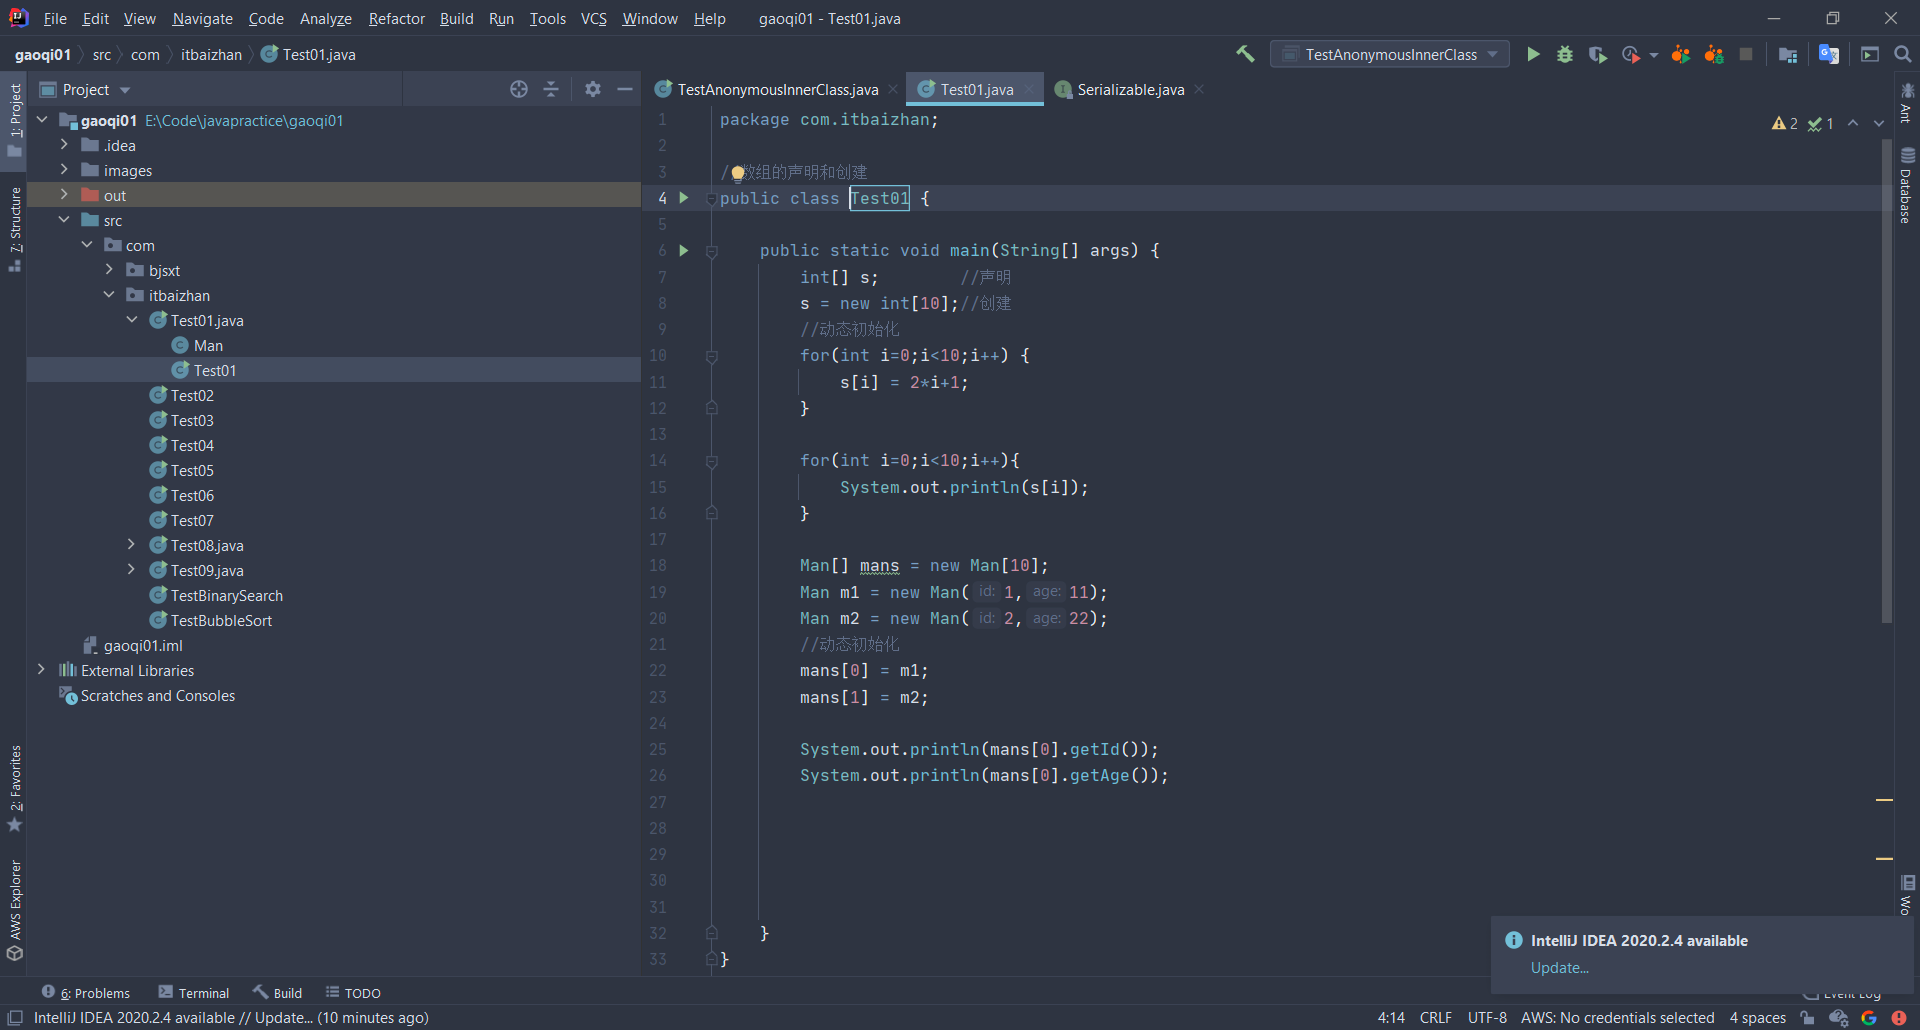 File Edit View Navigate Code Analyze Refactor Build Run Tools VCS Window Help gaoqi01 - Test01.java
gaoqi01 src com itbaizhan Test01.java
TestAnonymousInnerClass
1: Project
7: Structure
2: Favorites
AWS Explorer
Project
gaoqi01 E:\Code\javapractice\gaoqi01
.idea
images
out
src
com
bjsxt
itbaizhan
Test01.java
Man
Test01
Test02
Test03
Test04
Test05
Test06
Test07
Test08.java
Test09.java
TestBinarySearch
TestBubbleSort
gaoqi01.iml
External Libraries
Scratches and Consoles
TestAnonymousInnerClass.java Test01.java Serializable.java
2 1
1 package com.itbaizhan;
2
3 /数组的声明和创建
4 public class Test01 {
5
6 public static void main(String[] args) {
7 int[] s; //声明
8 s = new int[10];//创建
9 //动态初始化
10 for(int i=0;i<10;i++) {
11 s[i] = 2*i+1;
12 }
13
14 for(int i=0;i<10;i++){
15 System.out.println(s[i]);
16 }
17
18 Man[] mans = new Man[10];
19 Man m1 = new Man( id: 1, age: 11);
20 Man m2 = new Man( id: 2, age: 22);
21 //动态初始化
22 mans[0] = m1;
23 mans[1] = m2;
24
25 System.out.println(mans[0].getId());
26 System.out.println(mans[0].getAge());
27
28
29
30
31
32 }
33 }
Ant
Database
Wo
IntelliJ IDEA 2020.2.4 available
Update...
6: Problems Terminal Build TODO Event Log
IntelliJ IDEA 2020.2.4 available // Update... (10 minutes ago) 4:14 CRLF UTF-8 AWS: No credentials selected 4 spaces